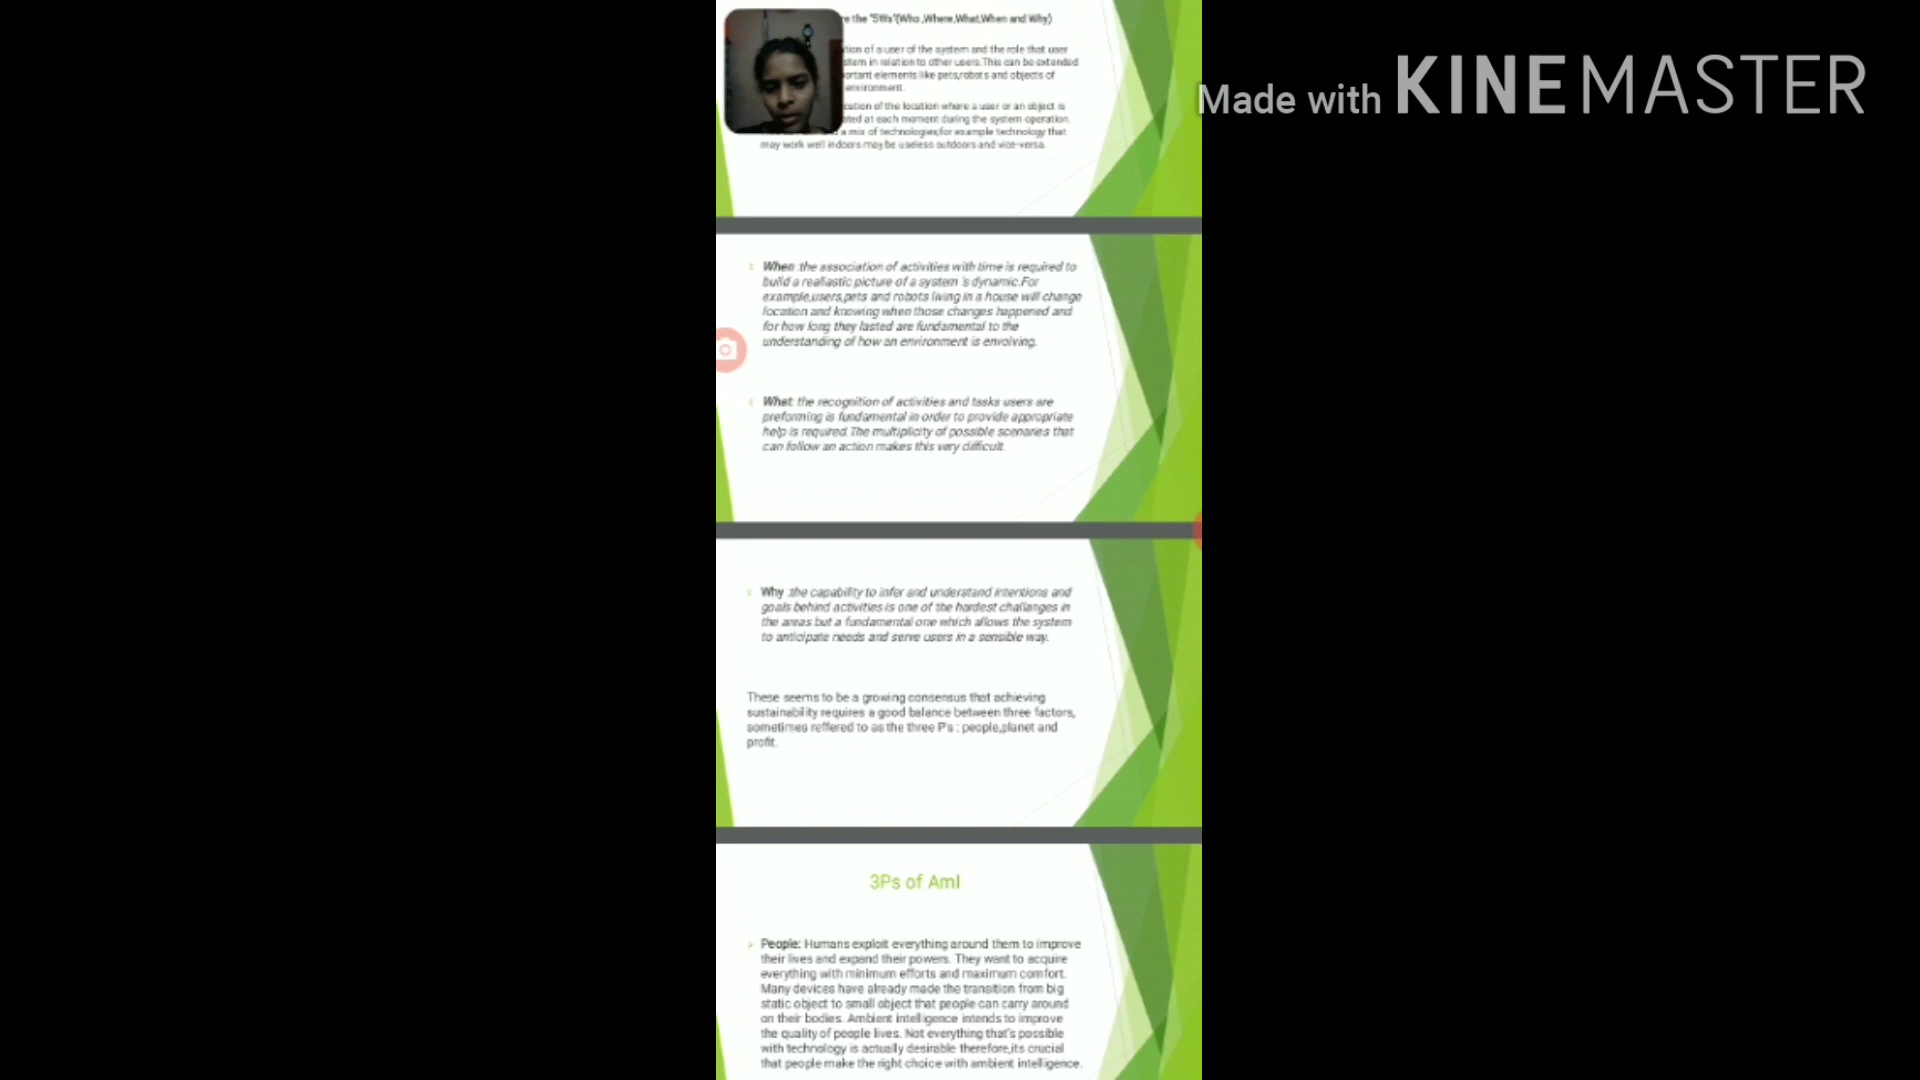 re the "5Ws"(Who ,Where,What,When and Why)
Made with KINEMASTER
tion of a user of the system and the role that user
stem in relation to other users.This can be extended
ortant elements like pets,robots and objects of
environment.
cation of the location where a user or an object is
ated at each moment during the system operation.
a mix of technologies,for example technology that
may work well indoors may be useless outdoors and vice-versa.
When :the association of activities with time is required to
build a realiastic picture of a system 's dynamic.For
example,users,pets and robots living in a house will change
location and knowing when those changes happened and
for how long they lasted are fundamental to the
understanding of how an environment is envolving.
What: the recognition of activities and tasks users are
preforming is fundamental in order to provide appropriate
help is required.The multiplicity of possible scenaries that
can follow an action makes this very difficult.
Why :the capability to infer and understand intentions and
goals behind activities is one of the hardest challanges in
the areas but a fundamental one which allows the system
to anticipate needs and serve users in a sensible way.
These seems to be a growing consensus that achieving
sustainability requires a good balance between three factors,
sometimes reffered to as the three P's : people,planet and
profit.
3Ps of AmI
People: Humans exploit everything around them to improve
their lives and expand their powers. They want to acquire
everything with minimum efforts and maximum comfort.
Many devices have already made the transition from big
static object to small object that people can carry around
on their bodies. Ambient intelligence intends to improve
the quality of people lives. Not everything that's possible
with technology is actually desirable therefore,its crucial
that people make the right choice with ambient intelligence.